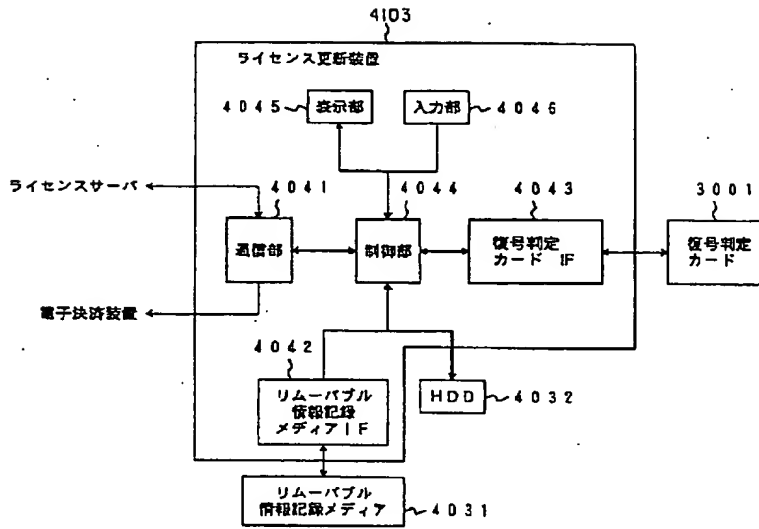 4103
ライセンス更新装置
4045
表示部
入力部
4046
ライセンスサーバ
4041
4044
4043
3001
通信部
制御部
復号判定
カード IF
復号判定
カード
電子決済装置
4042
リムーバブル
情報記録
メディアIF
HDD
4032
リムーバブル
情報記録メディア
4031